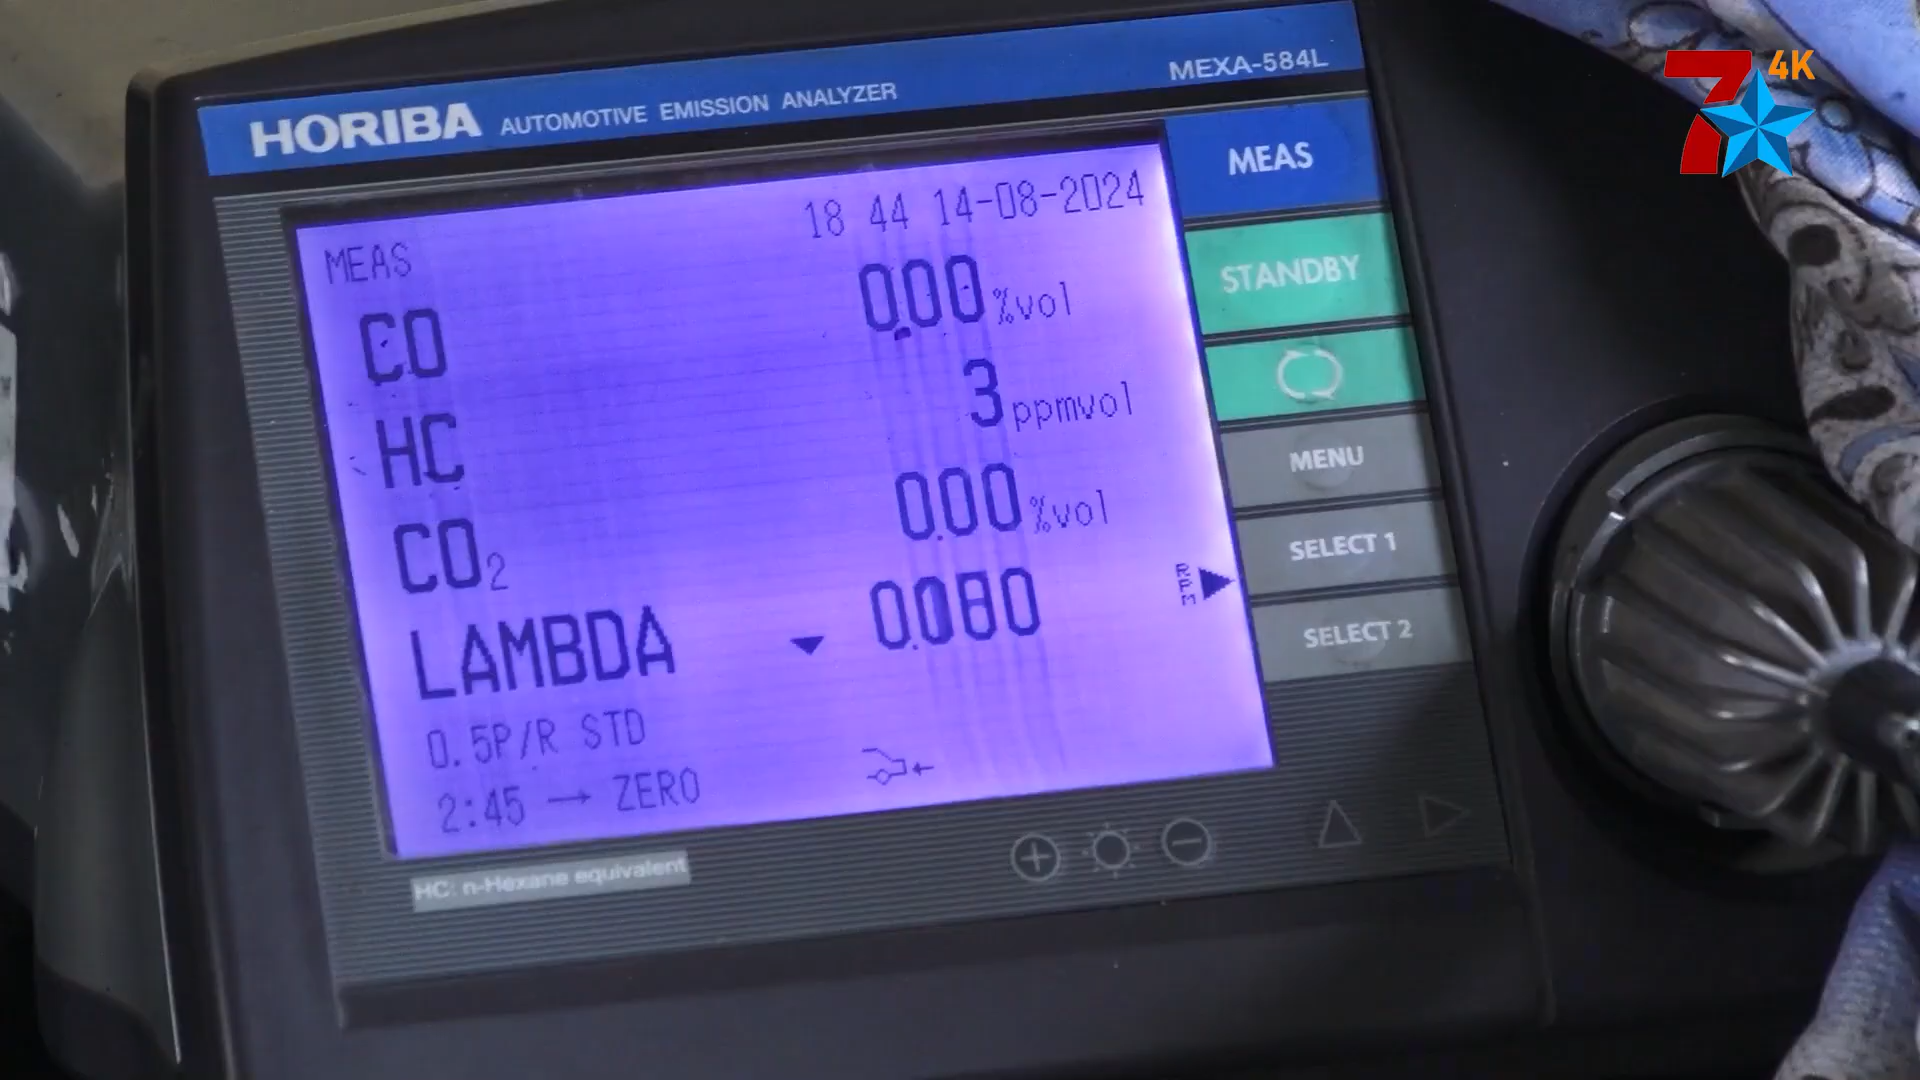 7 4K
HORIBA AUTOMOTIVE EMISSION ANALYZER MEXA-584L
MEAS
STANDBY
MENU
SELECT 1
SELECT 2
18 44 14-08-2024
MEAS
CO 0.00 %vol
HC 3 ppmvol
CO₂ 0.00 %vol
LAMBDA 0.080
RPM
0.5P/R STD
2:45 → ZERO
HC: n-Hexane equivalent